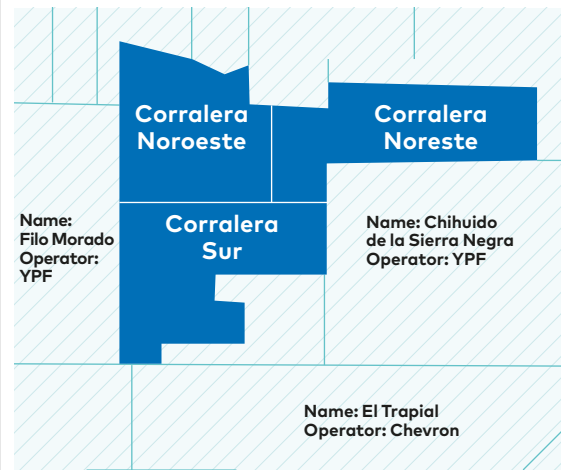 Corralera
Noroeste
Corralera
Noreste
Name:
Filo Morado
Operator:
YPF
Corralera
Sur
Name: Chihuido
de la Sierra Negra
Operator: YPF
Name: El Trapial
Operator: Chevron